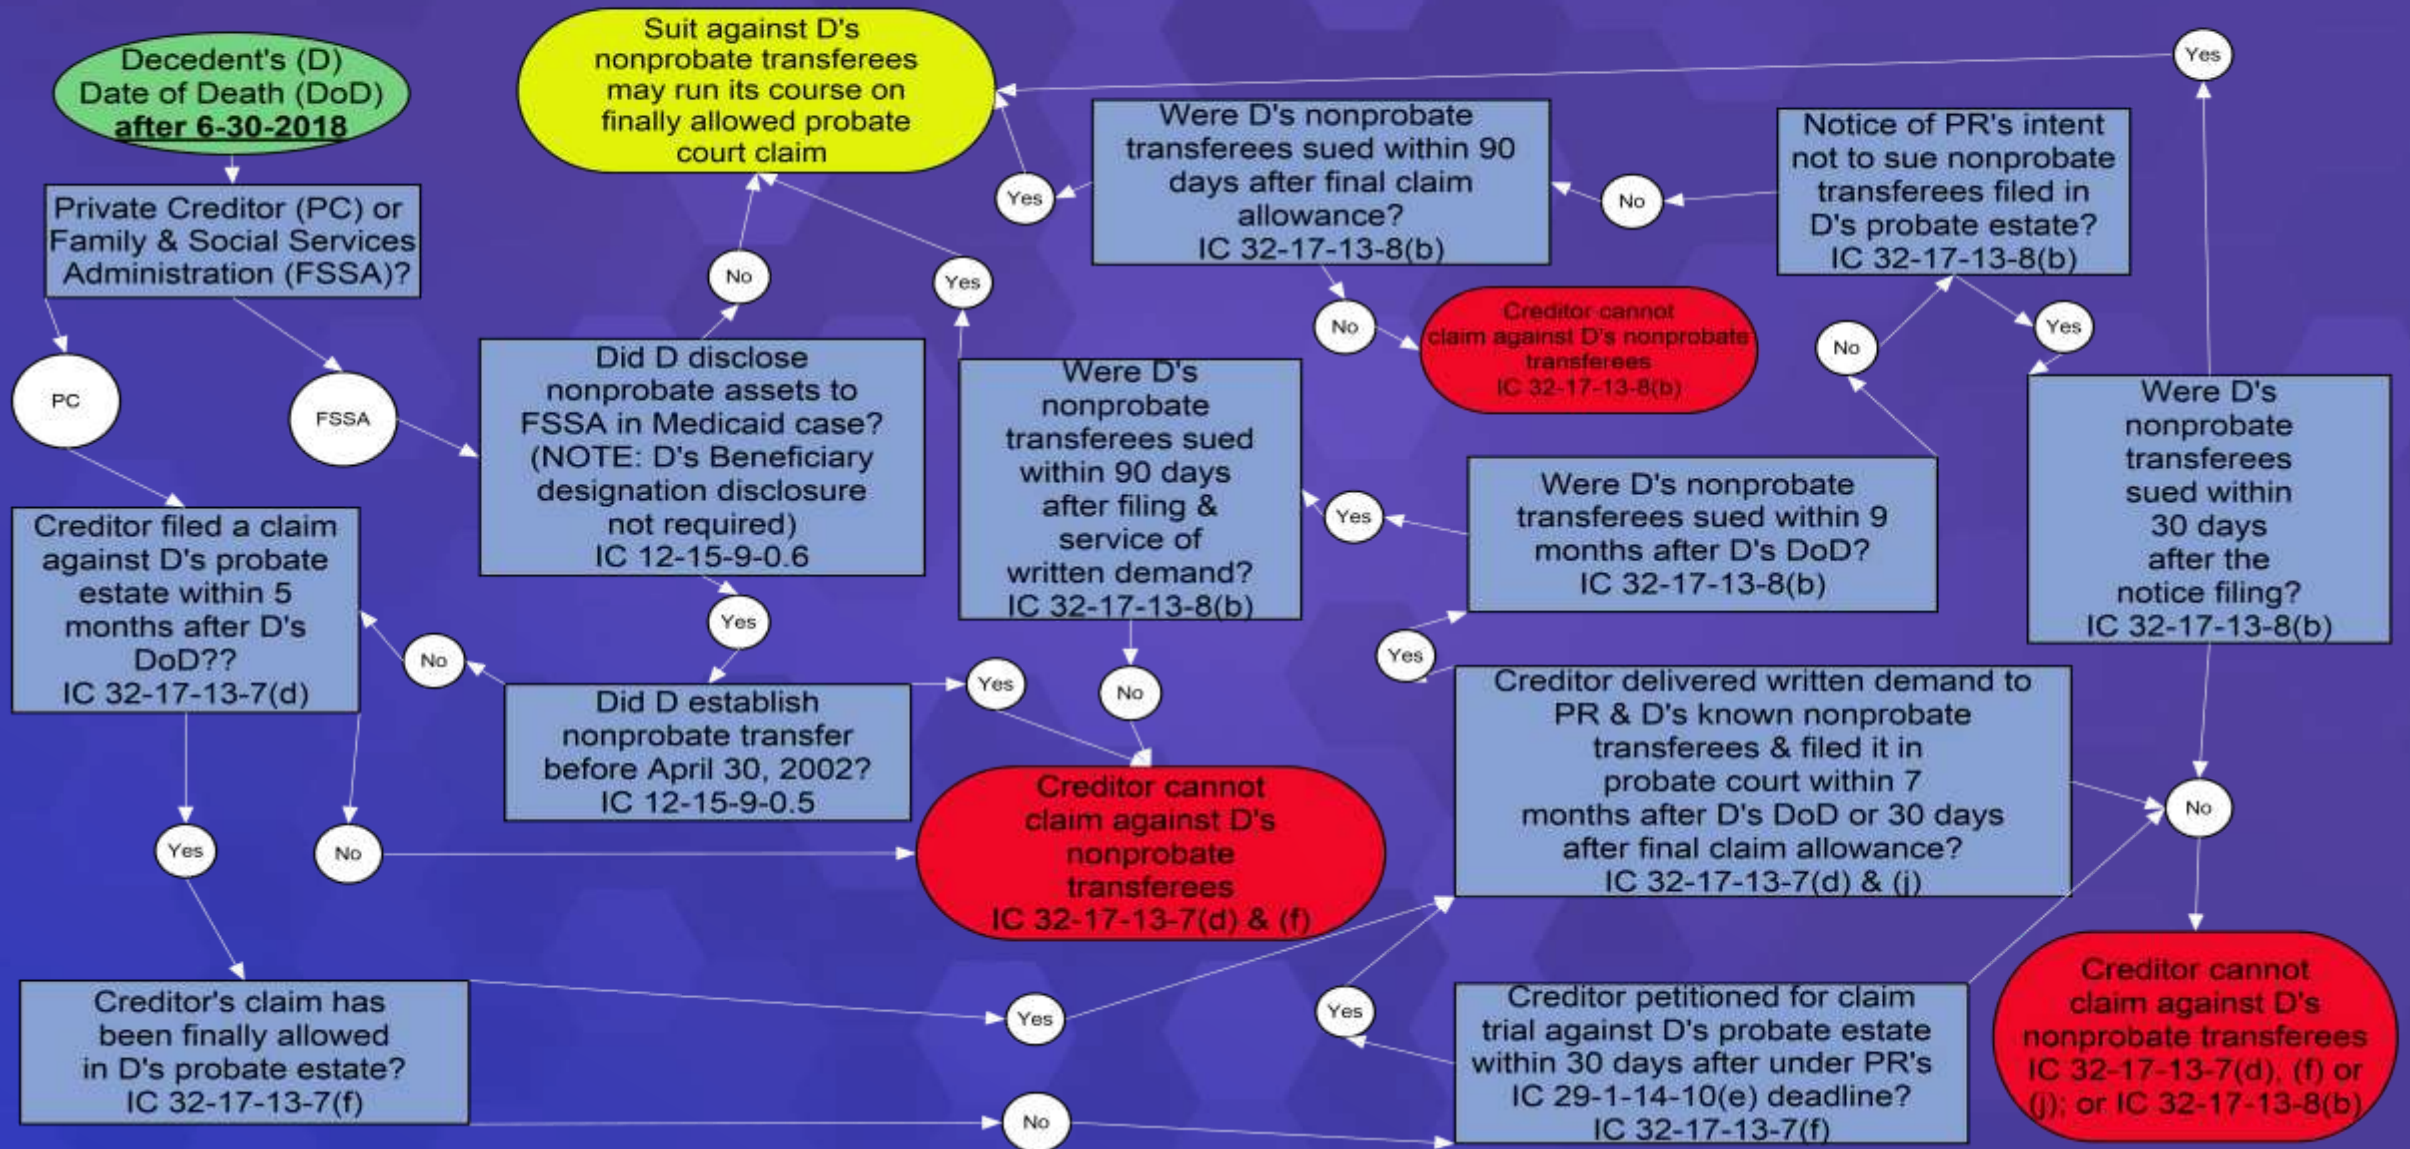 Decedent's (D)
Date of Death (DoD)
after 6-30-2018
Private Creditor (PC) or
Family & Social Services
Administration (FSSA)?
PC
FSSA
Creditor filed a claim
against D's probate
estate within 5
months after D's
DoD??
IC 32-17-13-7(d)
Yes
No
Creditor's claim has
been finally allowed
in D's probate estate?
IC 32-17-13-7(f)
Yes
No
Suit against D's
nonprobate transferees
may run its course on
finally allowed probate
court claim
No
Yes
Did D disclose
nonprobate assets to
FSSA in Medicaid case?
(NOTE: D's Beneficiary
designation disclosure
not required)
IC 12-15-9-0.6
Yes
No
Did D establish
nonprobate transfer
before April 30, 2002?
IC 12-15-9-0.5
Yes
Were D's
nonprobate
transferees sued
within 90 days
after filing &
service of
written demand?
IC 32-17-13-8(b)
No
Creditor cannot
claim against D's
nonprobate
transferees
IC 32-17-13-7(d) & (f)
Yes
Were D's nonprobate
transferees sued within 90
days after final claim
allowance?
IC 32-17-13-8(b)
No
Creditor cannot
claim against D's nonprobate
transferees
IC 32-17-13-8(b)
No
Notice of PR's intent
not to sue nonprobate
transferees filed in
D's probate estate?
IC 32-17-13-8(b)
Yes
No
Yes
Yes
Were D's nonprobate
transferees sued within 9
months after D's DoD?
IC 32-17-13-8(b)
Were D's
nonprobate
transferees
sued within
30 days
after the
notice filing?
IC 32-17-13-8(b)
Yes
Creditor delivered written demand to
PR & D's known nonprobate
transferees & filed it in
probate court within 7
months after D's DoD or 30 days
after final claim allowance?
IC 32-17-13-7(d) & (j)
No
Yes
Creditor petitioned for claim
trial against D's probate estate
within 30 days after under PR's
IC 29-1-14-10(e) deadline?
IC 32-17-13-7(f)
Creditor cannot
claim against D's
nonprobate transferees
IC 32-17-13-7(d), (f) or
(j); or IC 32-17-13-8(b)